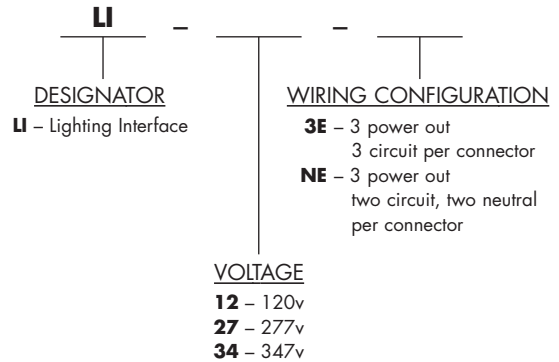 LI – –
DESIGNATOR
LI – Lighting Interface
WIRING CONFIGURATION
3E – 3 power out
3 circuit per connector
NE – 3 power out
two circuit, two neutral
per connector
VOLTAGE
12 – 120v
27 – 277v
34 – 347v